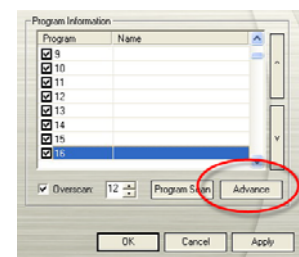 Program Information
Program Name
9
10
11
12
13
14
15
16
Overscan: 12 Program Scan Advance
OK Cancel Apply